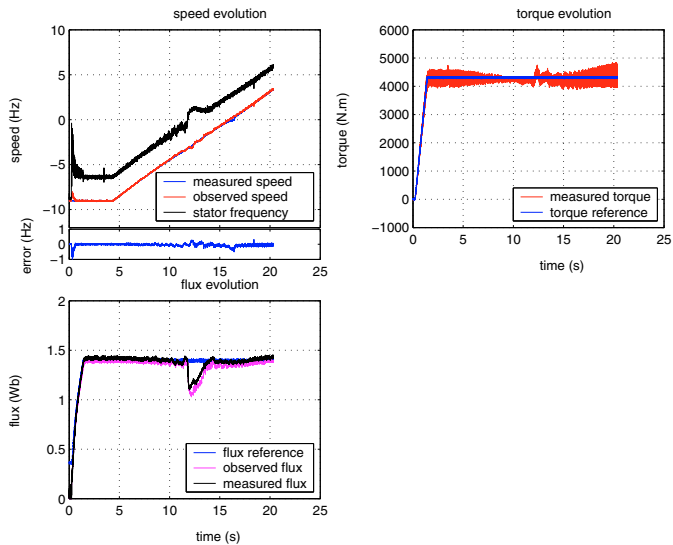 speed evolution
10
5
0
−5
−10
speed (Hz)
measured speed
observed speed
stator frequency
1
0
−1
error (Hz)
0
5
10
15
20
25
torque evolution
6000
5000
4000
3000
2000
1000
0
−1000
torque (N.m)
measured torque
torque reference
0
5
10
15
20
25
time (s)
flux evolution
2
1.5
1
0.5
0
flux (Wb)
flux reference
observed flux
measured flux
0
5
10
15
20
25
time (s)